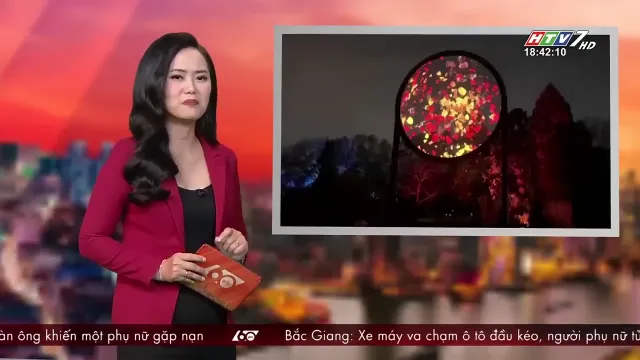 HTV7 HD
18:42:10
àn ông khiến một phụ nữ gặp nạn
60
Bắc Giang: Xe máy va chạm ô tô đầu kéo, người phụ nữ tử